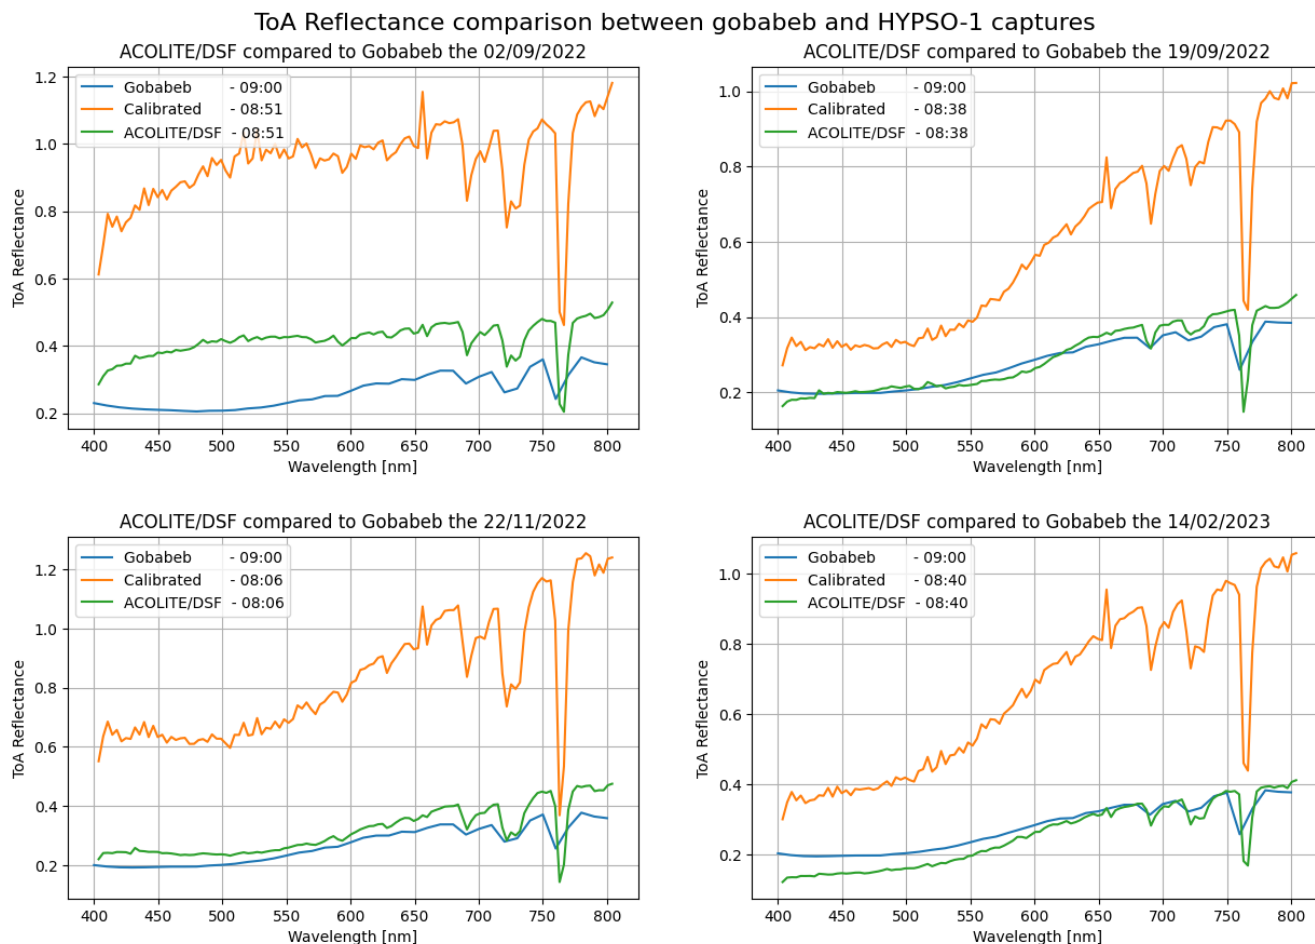 ToA Reflectance comparison between gobabeb and HYPSO-1 captures
ACOLITE/DSF compared to Gobabeb the 02/09/2022
Gobabeb - 09:00
Calibrated - 08:51
ACOLITE/DSF - 08:51
ToA Reflectance
1.2
1.0
0.8
0.6
0.4
0.2
400 450 500 550 600 650 700 750 800
Wavelength [nm]
ACOLITE/DSF compared to Gobabeb the 19/09/2022
Gobabeb - 09:00
Calibrated - 08:38
ACOLITE/DSF - 08:38
ToA Reflectance
1.0
0.8
0.6
0.4
0.2
400 450 500 550 600 650 700 750 800
Wavelength [nm]
ACOLITE/DSF compared to Gobabeb the 22/11/2022
Gobabeb - 09:00
Calibrated - 08:06
ACOLITE/DSF - 08:06
ToA Reflectance
1.2
1.0
0.8
0.6
0.4
0.2
400 450 500 550 600 650 700 750 800
Wavelength [nm]
ACOLITE/DSF compared to Gobabeb the 14/02/2023
Gobabeb - 09:00
Calibrated - 08:40
ACOLITE/DSF - 08:40
ToA Reflectance
1.0
0.8
0.6
0.4
0.2
400 450 500 550 600 650 700 750 800
Wavelength [nm]